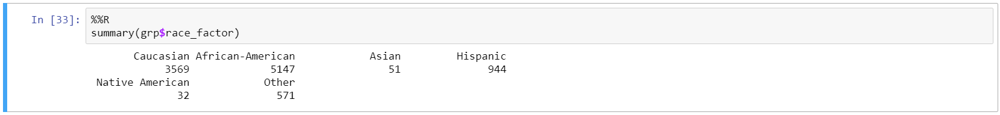 In [33]: %%R
summary(grp$race_factor)
Caucasian African-American Asian Hispanic
3569 5147 51 944
Native American Other
32 571